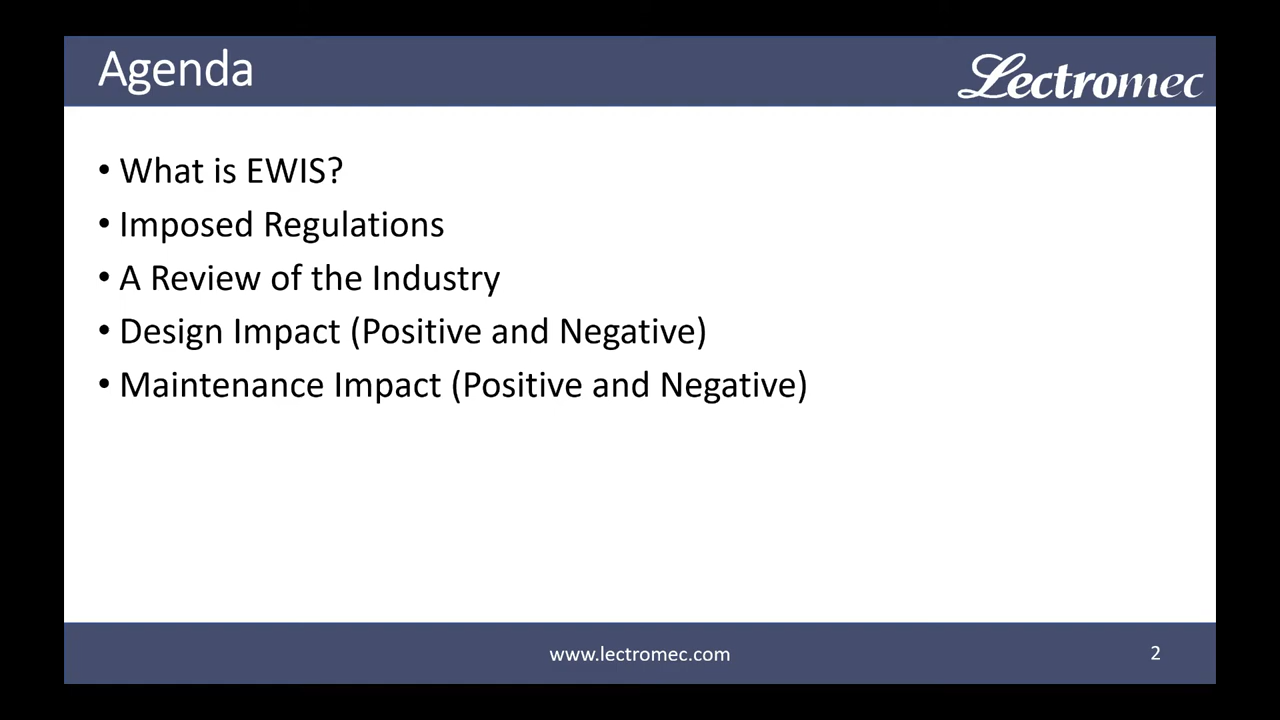 Agenda
Lectromec
• What is EWIS?
• Imposed Regulations
• A Review of the Industry
• Design Impact (Positive and Negative)
• Maintenance Impact (Positive and Negative)
www.lectromec.com
2